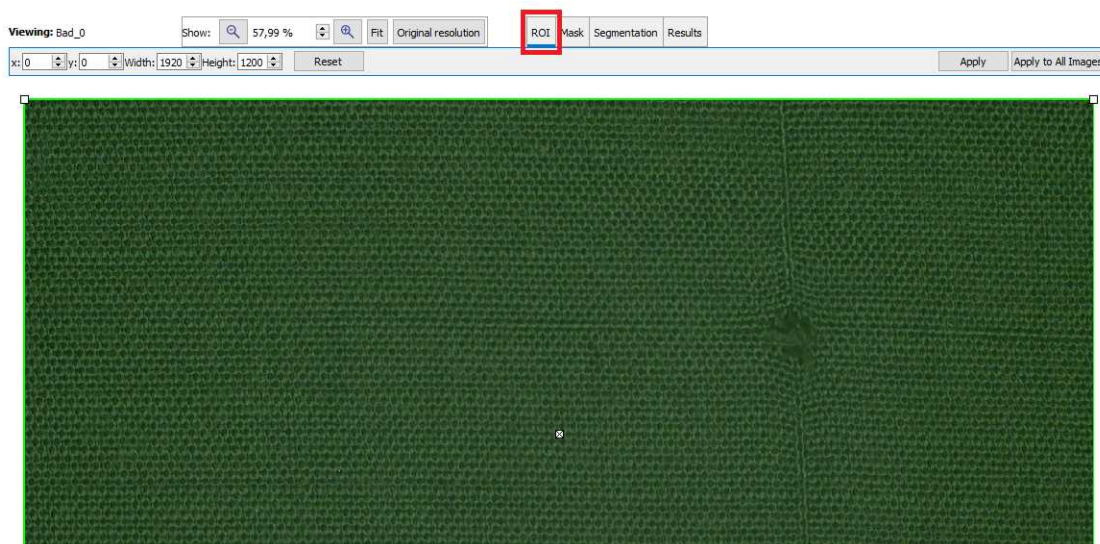 Viewing: Bad_0 Show: 57,99 % Fit Original resolution ROI Mask Segmentation Results
x: 0 y: 0 Width: 1920 Height: 1200 Reset Apply Apply to All Images